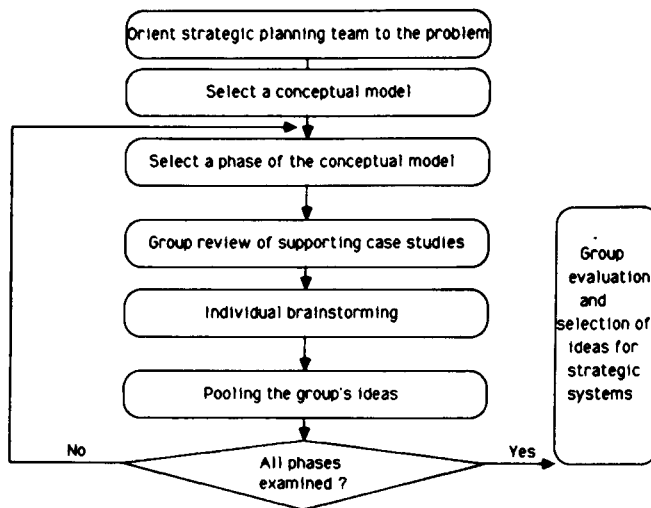 Orient strategic planning team to the problem
Select a conceptual model
Select a phase of the conceptual model
Group review of supporting case studies
Individual brainstorming
Pooling the group's ideas
No
All phases
examined ?
Yes
Group
evaluation
and
selection of
ideas for
strategic
systems